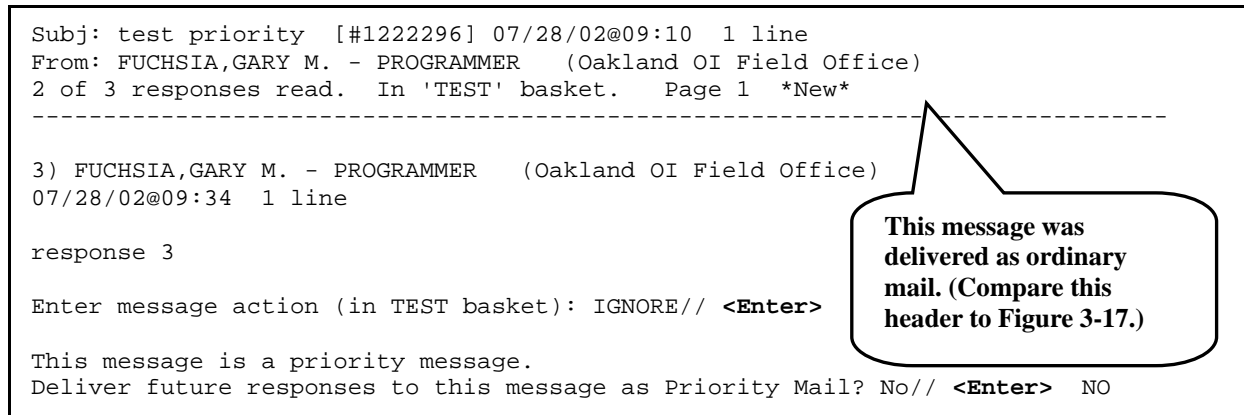 Subj: test priority  [#1222296] 07/28/02@09:10  1 line
From: FUCHSIA,GARY M. - PROGRAMMER   (Oakland OI Field Office)
2 of 3 responses read.  In 'TEST' basket.   Page 1  *New*
-------------------------------------------------------------------------------
3) FUCHSIA,GARY M. - PROGRAMMER   (Oakland OI Field Office)
07/28/02@09:34  1 line
response 3
Enter message action (in TEST basket): IGNORE// <Enter>
This message is a priority message.
Deliver future responses to this message as Priority Mail? No// <Enter>  NO
This message was
delivered as ordinary
mail. (Compare this
header to Figure 3-17.)